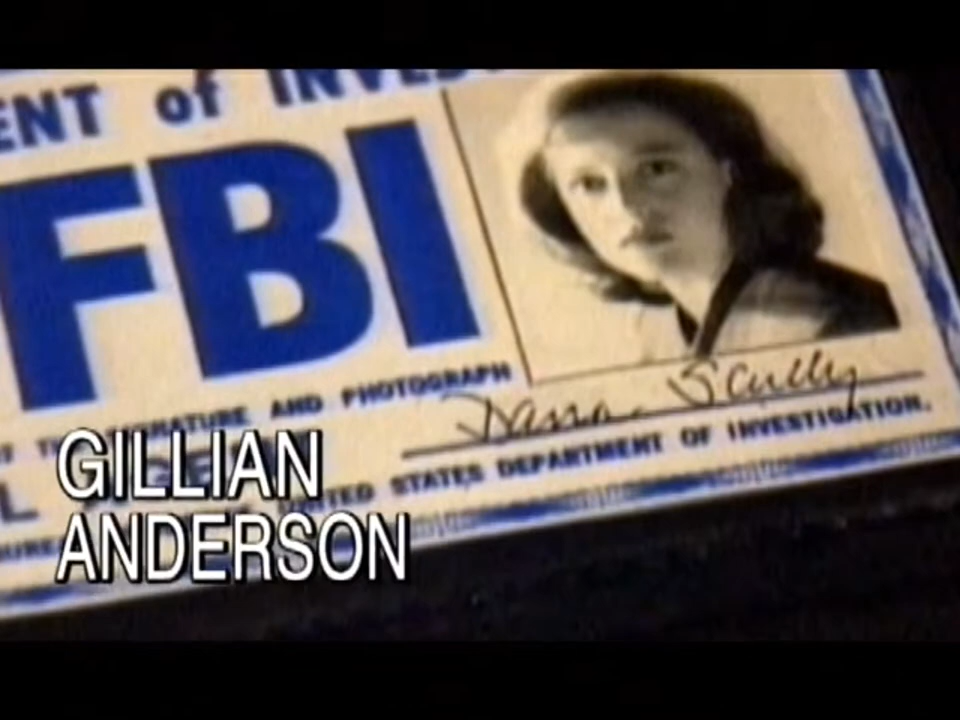 ENT of INVES
FBI
SIGNATURE AND PHOTOGRAPH
Dana Scully
UNITED STATES DEPARTMENT OF INVESTIGATION.
GILLIAN
ANDERSON